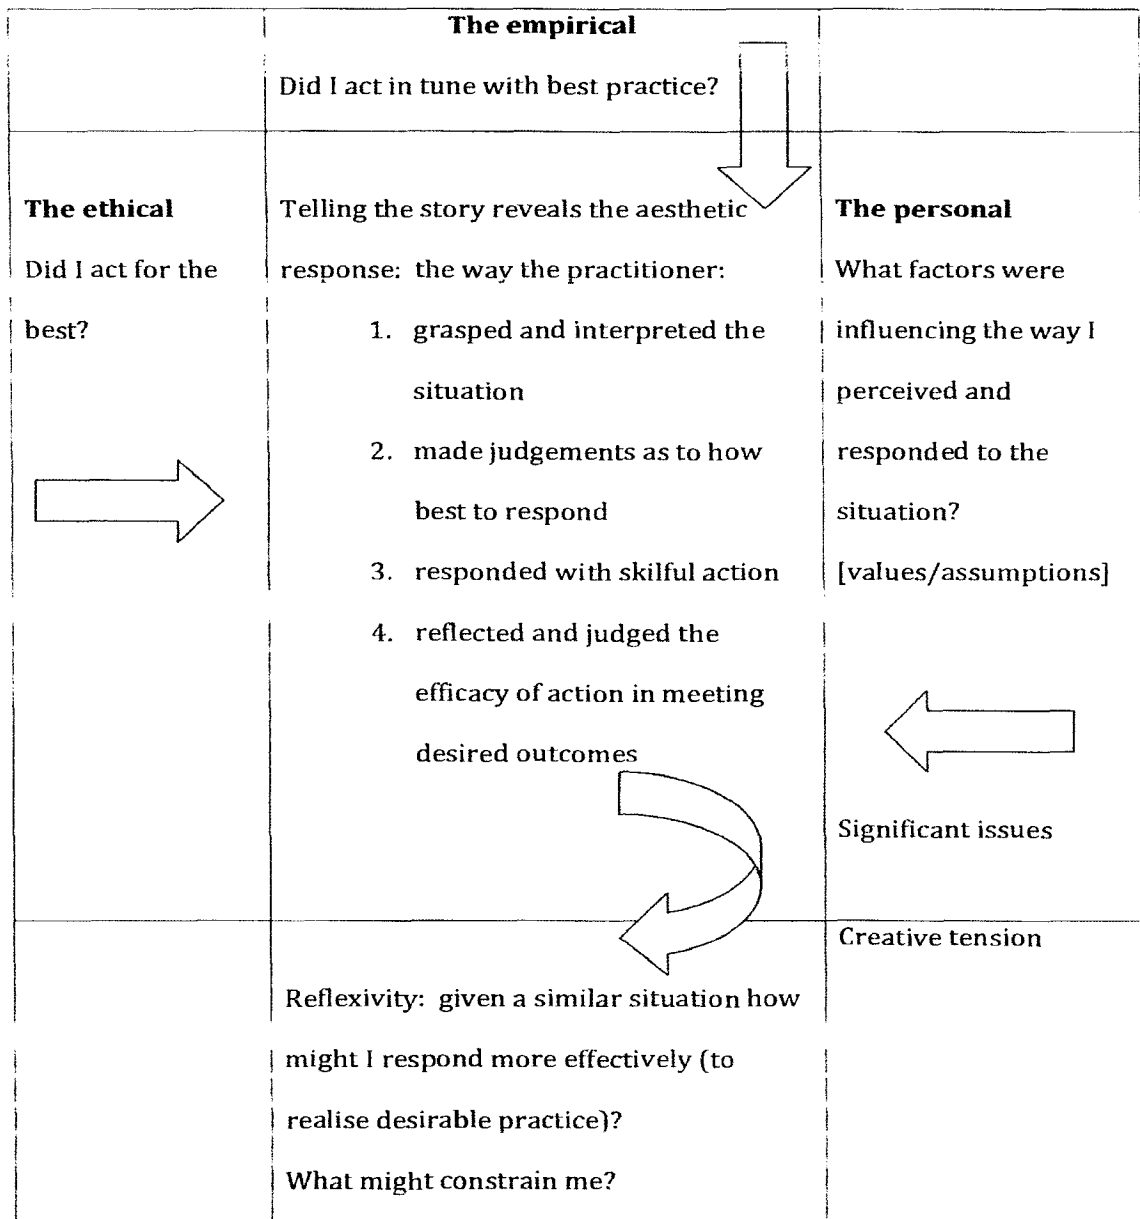 The empirical
Did I act in tune with best practice?
The ethical
Did I act for the
best?
Telling the story reveals the aesthetic
response: the way the practitioner:
1. grasped and interpreted the
situation
2. made judgements as to how
best to respond
3. responded with skilful action
4. reflected and judged the
efficacy of action in meeting
desired outcomes
The personal
What factors were
influencing the way I
perceived and
responded to the
situation?
[values/assumptions]
Significant issues
Creative tension
Reflexivity: given a similar situation how
might I respond more effectively (to
realise desirable practice)?
What might constrain me?